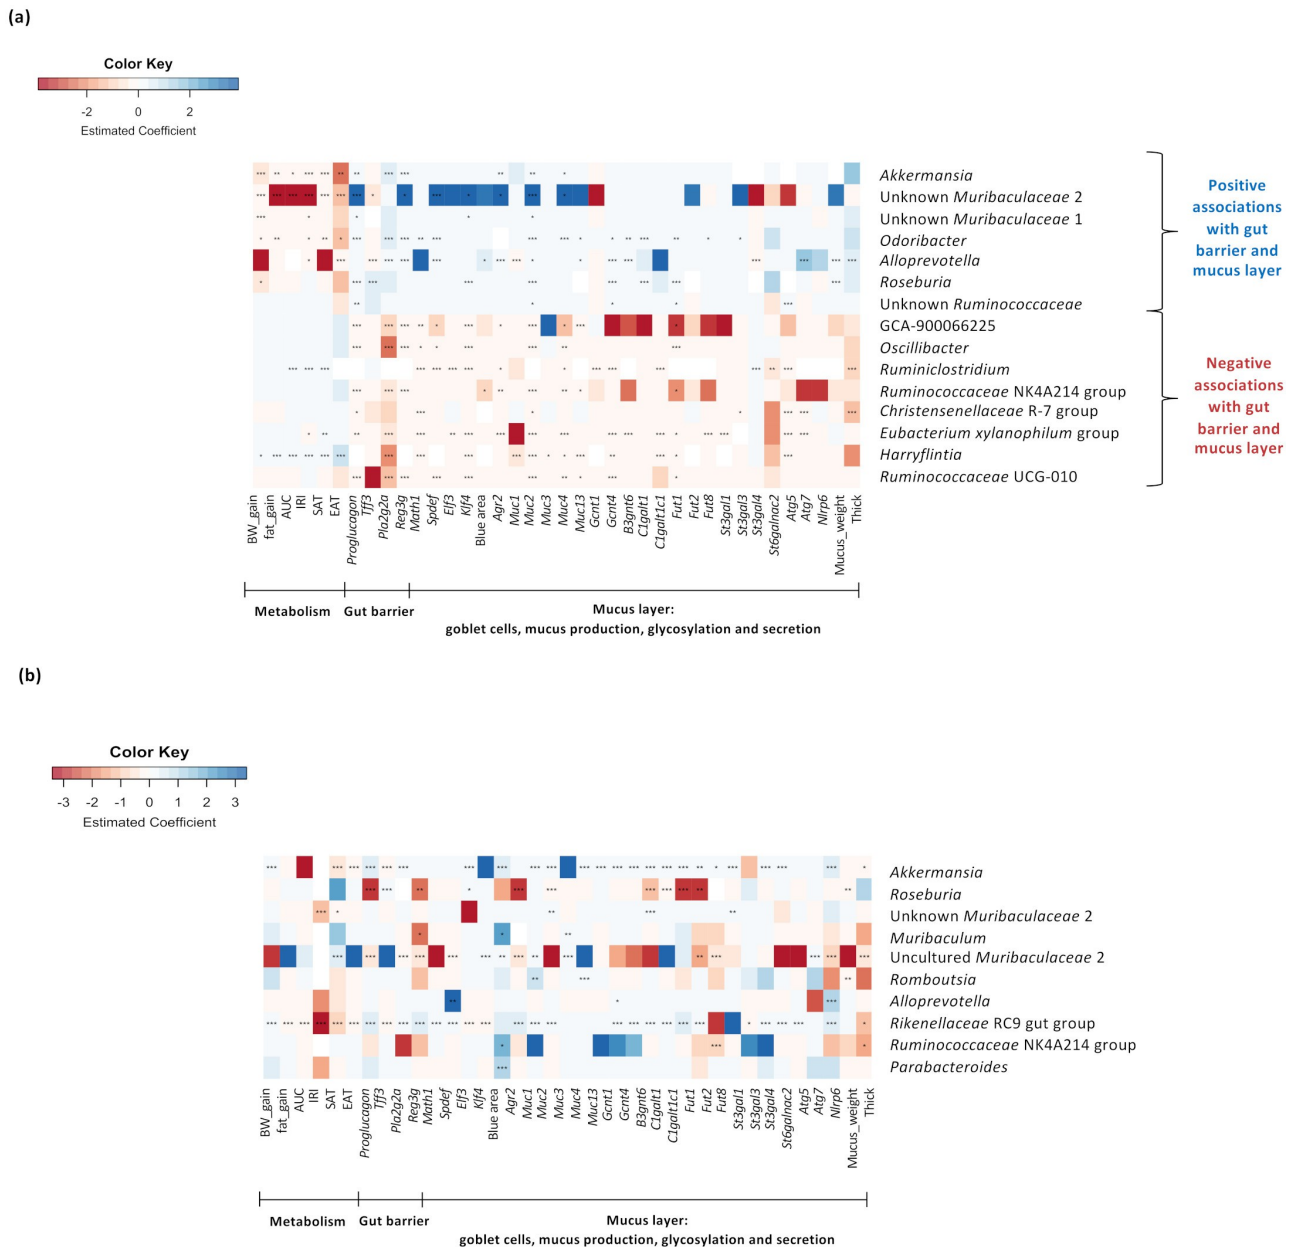 (a)
Color Key
-2 0 2
Estimated Coefficient
Akkermansia
Unknown Muribaculaceae 2
Unknown Muribaculaceae 1
Odoribacter
Alloprevotella
Roseburia
Unknown Ruminococcaceae
GCA-900066225
Oscillibacter
Ruminiclostridium
Ruminococcaceae NK4A214 group
Christensenellaceae R-7 group
Eubacterium xylanophilum group
Harryflintia
Ruminococcaceae UCG-010
Positive
associations
with gut
barrier and
mucus layer
Negative
associations
with gut
barrier and
mucus layer
BW_gain
fat_gain
AUC
IRI
SAT
EAT
Proglucagon
Tff3
Pla2g2a
Reg3g
Math1
Spdef
Elf3
Klf4
Blue area
Agr2
Muc1
Muc2
Muc3
Muc4
Muc13
Gcnt1
Gcnt4
B3gnt6
C1galt1
C1galt1c1
Fut1
Fut2
Fut8
St3gal1
St3gal3
St3gal4
St6galnac2
Atg5
Atg7
Nlrp6
Mucus_weight
Thick
Metabolism
Gut barrier
Mucus layer:
goblet cells, mucus production, glycosylation and secretion
(b)
Color Key
-3 -2 -1 0 1 2 3
Estimated Coefficient
Akkermansia
Roseburia
Unknown Muribaculaceae 2
Muribaculum
Uncultured Muribaculaceae 2
Romboutsia
Alloprevotella
Rikenellaceae RC9 gut group
Ruminococcaceae NK4A214 group
Parabacteroides
BW_gain
fat_gain
AUC
IRI
SAT
EAT
Proglucagon
Tff3
Pla2g2a
Reg3g
Math1
Spdef
Elf3
Klf4
Blue area
Agr2
Muc1
Muc2
Muc3
Muc4
Muc13
Gcnt1
Gcnt4
B3gnt6
C1galt1
C1galt1c1
Fut1
Fut2
Fut8
St3gal1
St3gal3
St3gal4
St6galnac2
Atg5
Atg7
Nlrp6
Mucus_weight
Thick
Metabolism
Gut barrier
Mucus layer:
goblet cells, mucus production, glycosylation and secretion